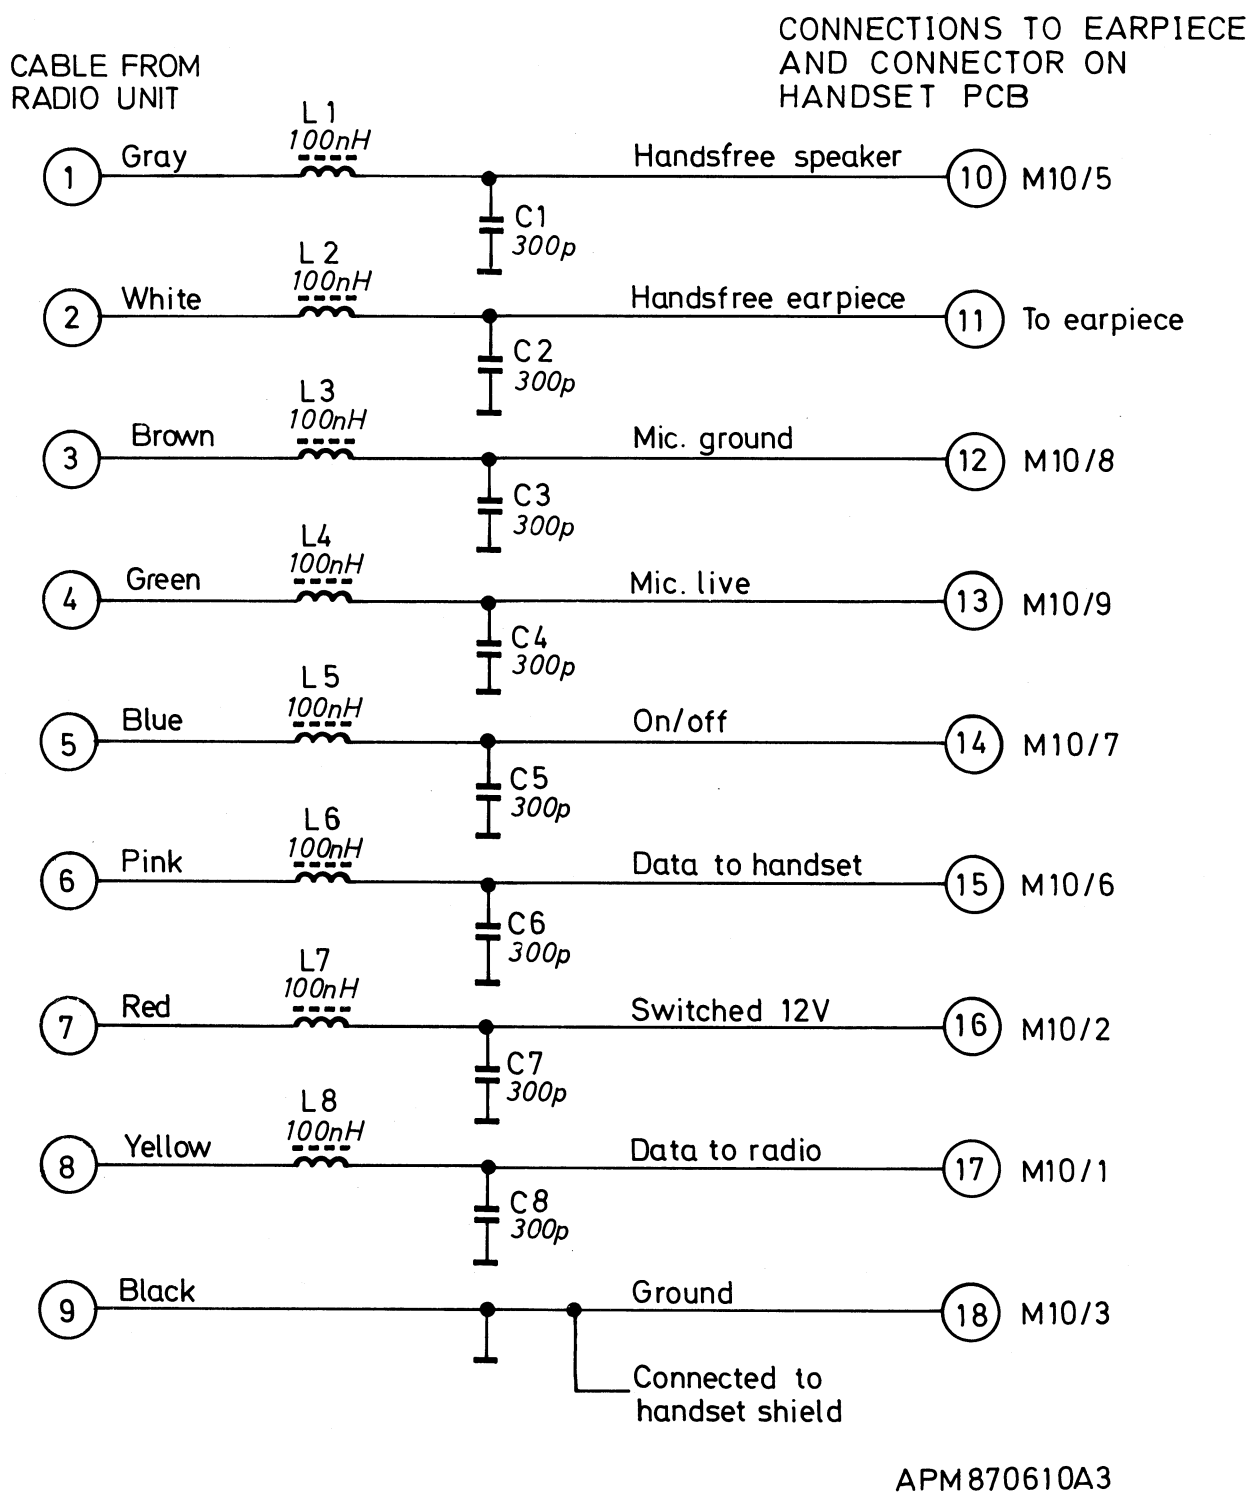 CONNECTIONS TO EARPIECE
AND CONNECTOR ON
HANDSET PCB
CABLE FROM
RADIO UNIT
L1
100nH
1 Gray Handsfree speaker 10 M10/5
C1
300p
L2
100nH
2 White Handsfree earpiece 11 To earpiece
C2
300p
L3
100nH
3 Brown Mic. ground 12 M10/8
C3
300p
L4
100nH
4 Green Mic. live 13 M10/9
C4
300p
L5
100nH
5 Blue On/off 14 M10/7
C5
300p
L6
100nH
6 Pink Data to handset 15 M10/6
C6
300p
L7
100nH
7 Red Switched 12V 16 M10/2
C7
300p
L8
100nH
8 Yellow Data to radio 17 M10/1
C8
300p
9 Black Ground 18 M10/3
Connected to
handset shield
APM870610A3